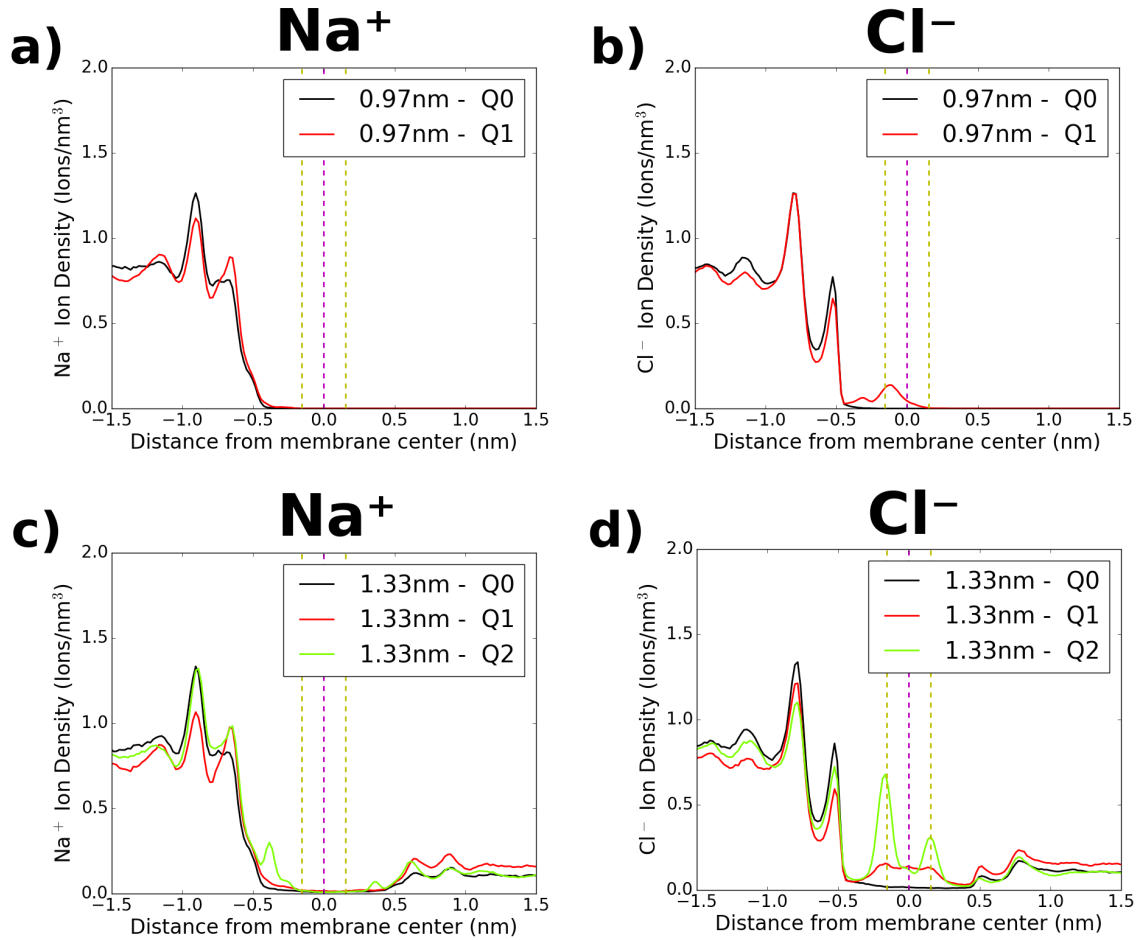 a) Na⁺
2.0
1.5
1.0
0.5
0.0
Na⁺ Ion Density (Ions/nm³)
0.97nm - Q0
0.97nm - Q1
−1.5 −1.0 −0.5 0.0 0.5 1.0 1.5
Distance from membrane center (nm)
b) Cl⁻
2.0
1.5
1.0
0.5
0.0
Cl⁻ Ion Density (Ions/nm³)
0.97nm - Q0
0.97nm - Q1
−1.5 −1.0 −0.5 0.0 0.5 1.0 1.5
Distance from membrane center (nm)
c) Na⁺
2.0
1.5
1.0
0.5
0.0
Na⁺ Ion Density (Ions/nm³)
1.33nm - Q0
1.33nm - Q1
1.33nm - Q2
−1.5 −1.0 −0.5 0.0 0.5 1.0 1.5
Distance from membrane center (nm)
d) Cl⁻
2.0
1.5
1.0
0.5
0.0
Cl⁻ Ion Density (Ions/nm³)
1.33nm - Q0
1.33nm - Q1
1.33nm - Q2
−1.5 −1.0 −0.5 0.0 0.5 1.0 1.5
Distance from membrane center (nm)